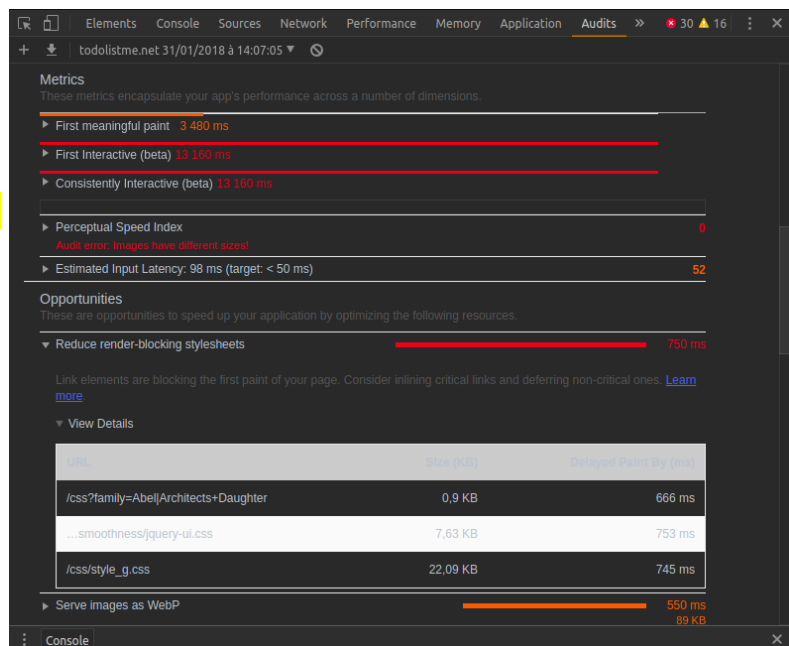 Elements Console Sources Network Performance Memory Application Audits » 30 16
todolistme.net 31/01/2018 à 14:07:05
Metrics
These metrics encapsulate your app's performance across a number of dimensions.
First meaningful paint 3 480 ms
First Interactive (beta) 13 160 ms
Consistently Interactive (beta) 13 160 ms
Perceptual Speed Index 0
Audit error: Images have different sizes!
Estimated Input Latency: 98 ms (target: < 50 ms) 52
Opportunities
These are opportunities to speed up your application by optimizing the following resources.
Reduce render-blocking stylesheets 750 ms
Link elements are blocking the first paint of your page. Consider inlining critical links and deferring non-critical ones. Learn
more.
View Details
URL Size (KB) Delayed Paint By (ms)
/css?family=Abel|Architects+Daughter 0,9 KB 666 ms
…smoothness/jquery-ui.css 7,63 KB 753 ms
/css/style_g.css 22,09 KB 745 ms
Serve images as WebP 550 ms
89 KB
Console